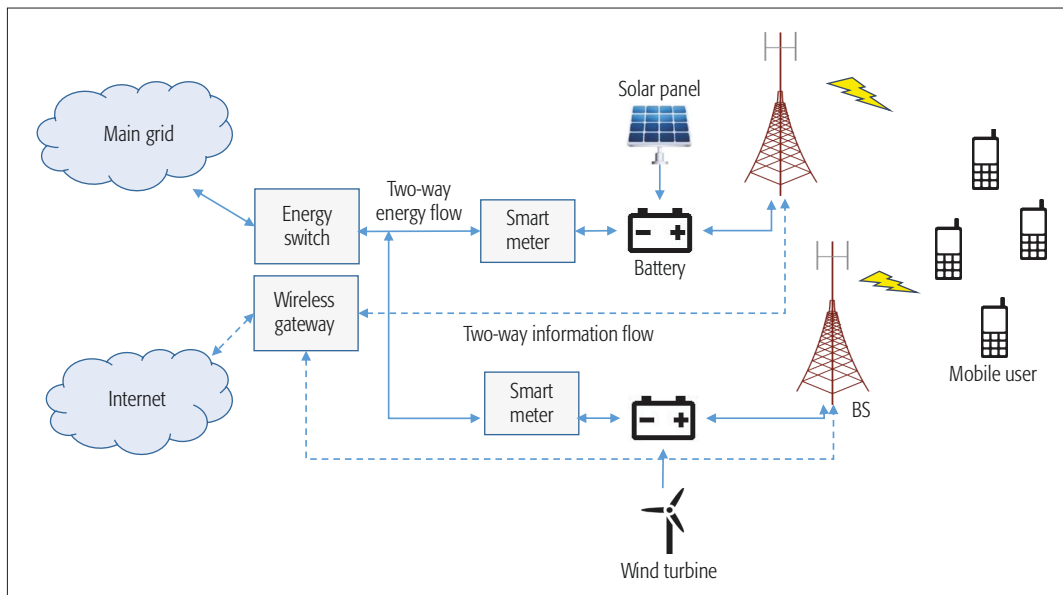 Solar panel
Main grid
Two-way
energy flow
Energy
switch
Smart
meter
Battery
Wireless
gateway
Two-way information flow
Mobile user
Internet
Smart
meter
BS
Wind turbine